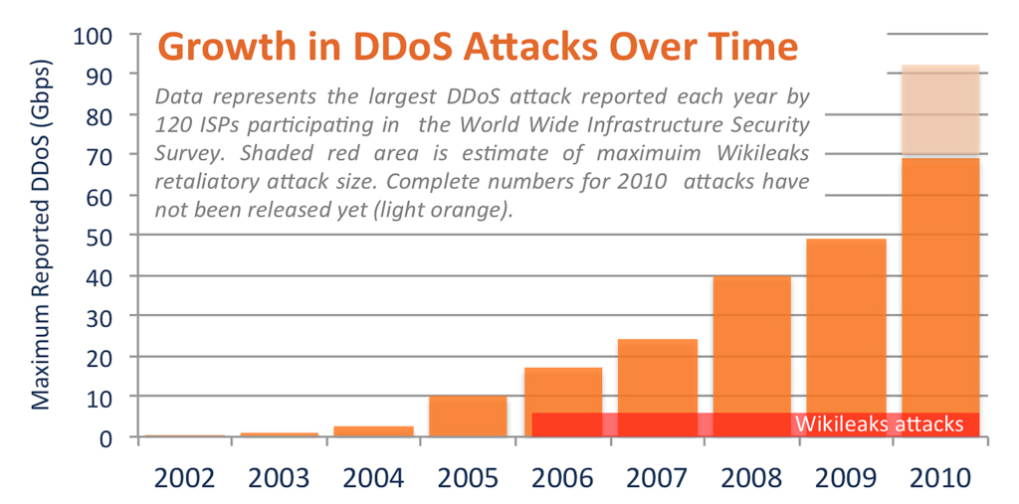 Growth in DDoS Attacks Over Time
Data represents the largest DDoS attack reported each year by
120 ISPs participating in the World Wide Infrastructure Security
Survey. Shaded red area is estimate of maximuim Wikileaks
retaliatory attack size. Complete numbers for 2010 attacks have
not been released yet (light orange).
Maximum Reported DDoS (Gbps)
100
90
80
70
60
50
40
30
20
10
0
Wikileaks attacks
2002 2003 2004 2005 2006 2007 2008 2009 2010